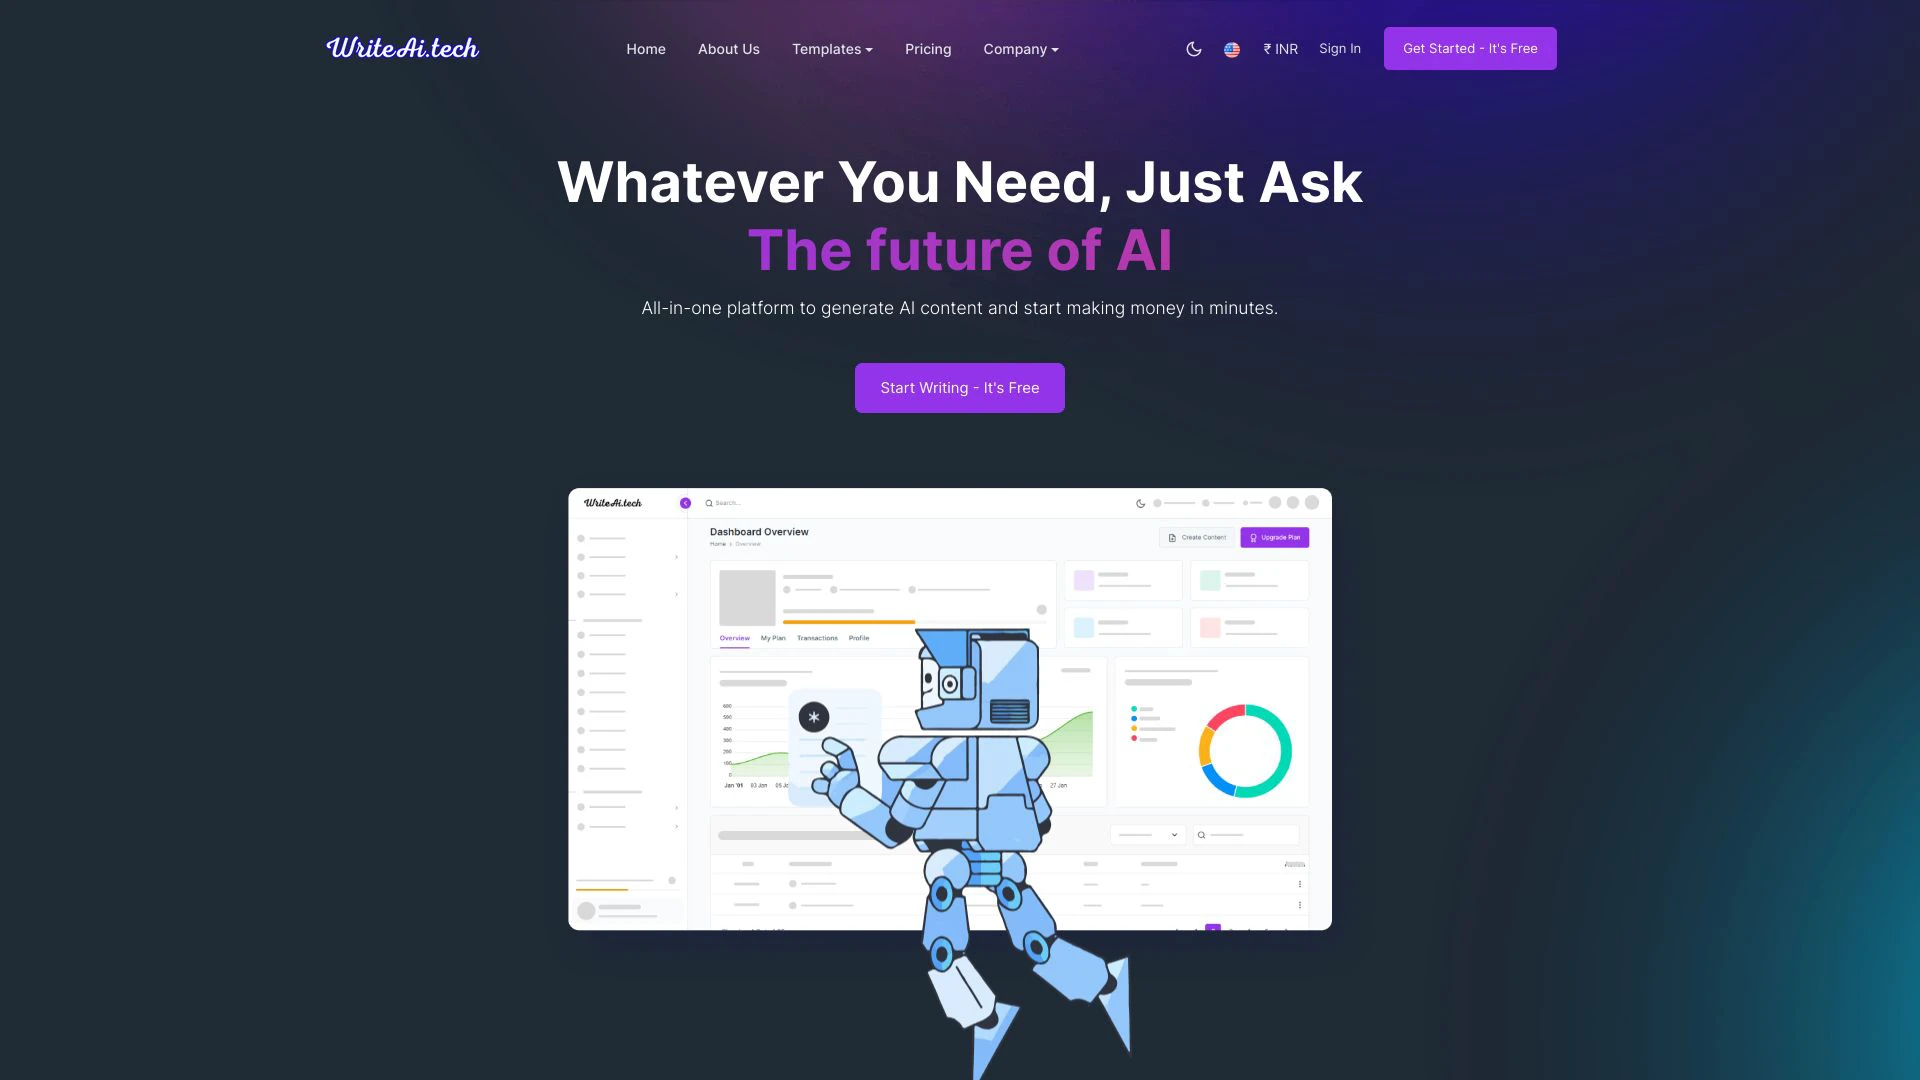 WriteAi.tech
Home
About Us
Templates
Pricing
Company
₹ INR
Sign In
Get Started - It's Free
Whatever You Need, Just Ask
The future of AI
All-in-one platform to generate AI content and start making money in minutes.
Start Writing - It's Free
WriteAi.tech
Search...
Dashboard Overview
Home > Overview
Create Content
Upgrade Plan
Overview
My Plan
Transactions
Profile
600
500
400
300
200
100
0
Jan '01
03 Jan
05 J
27 Jan